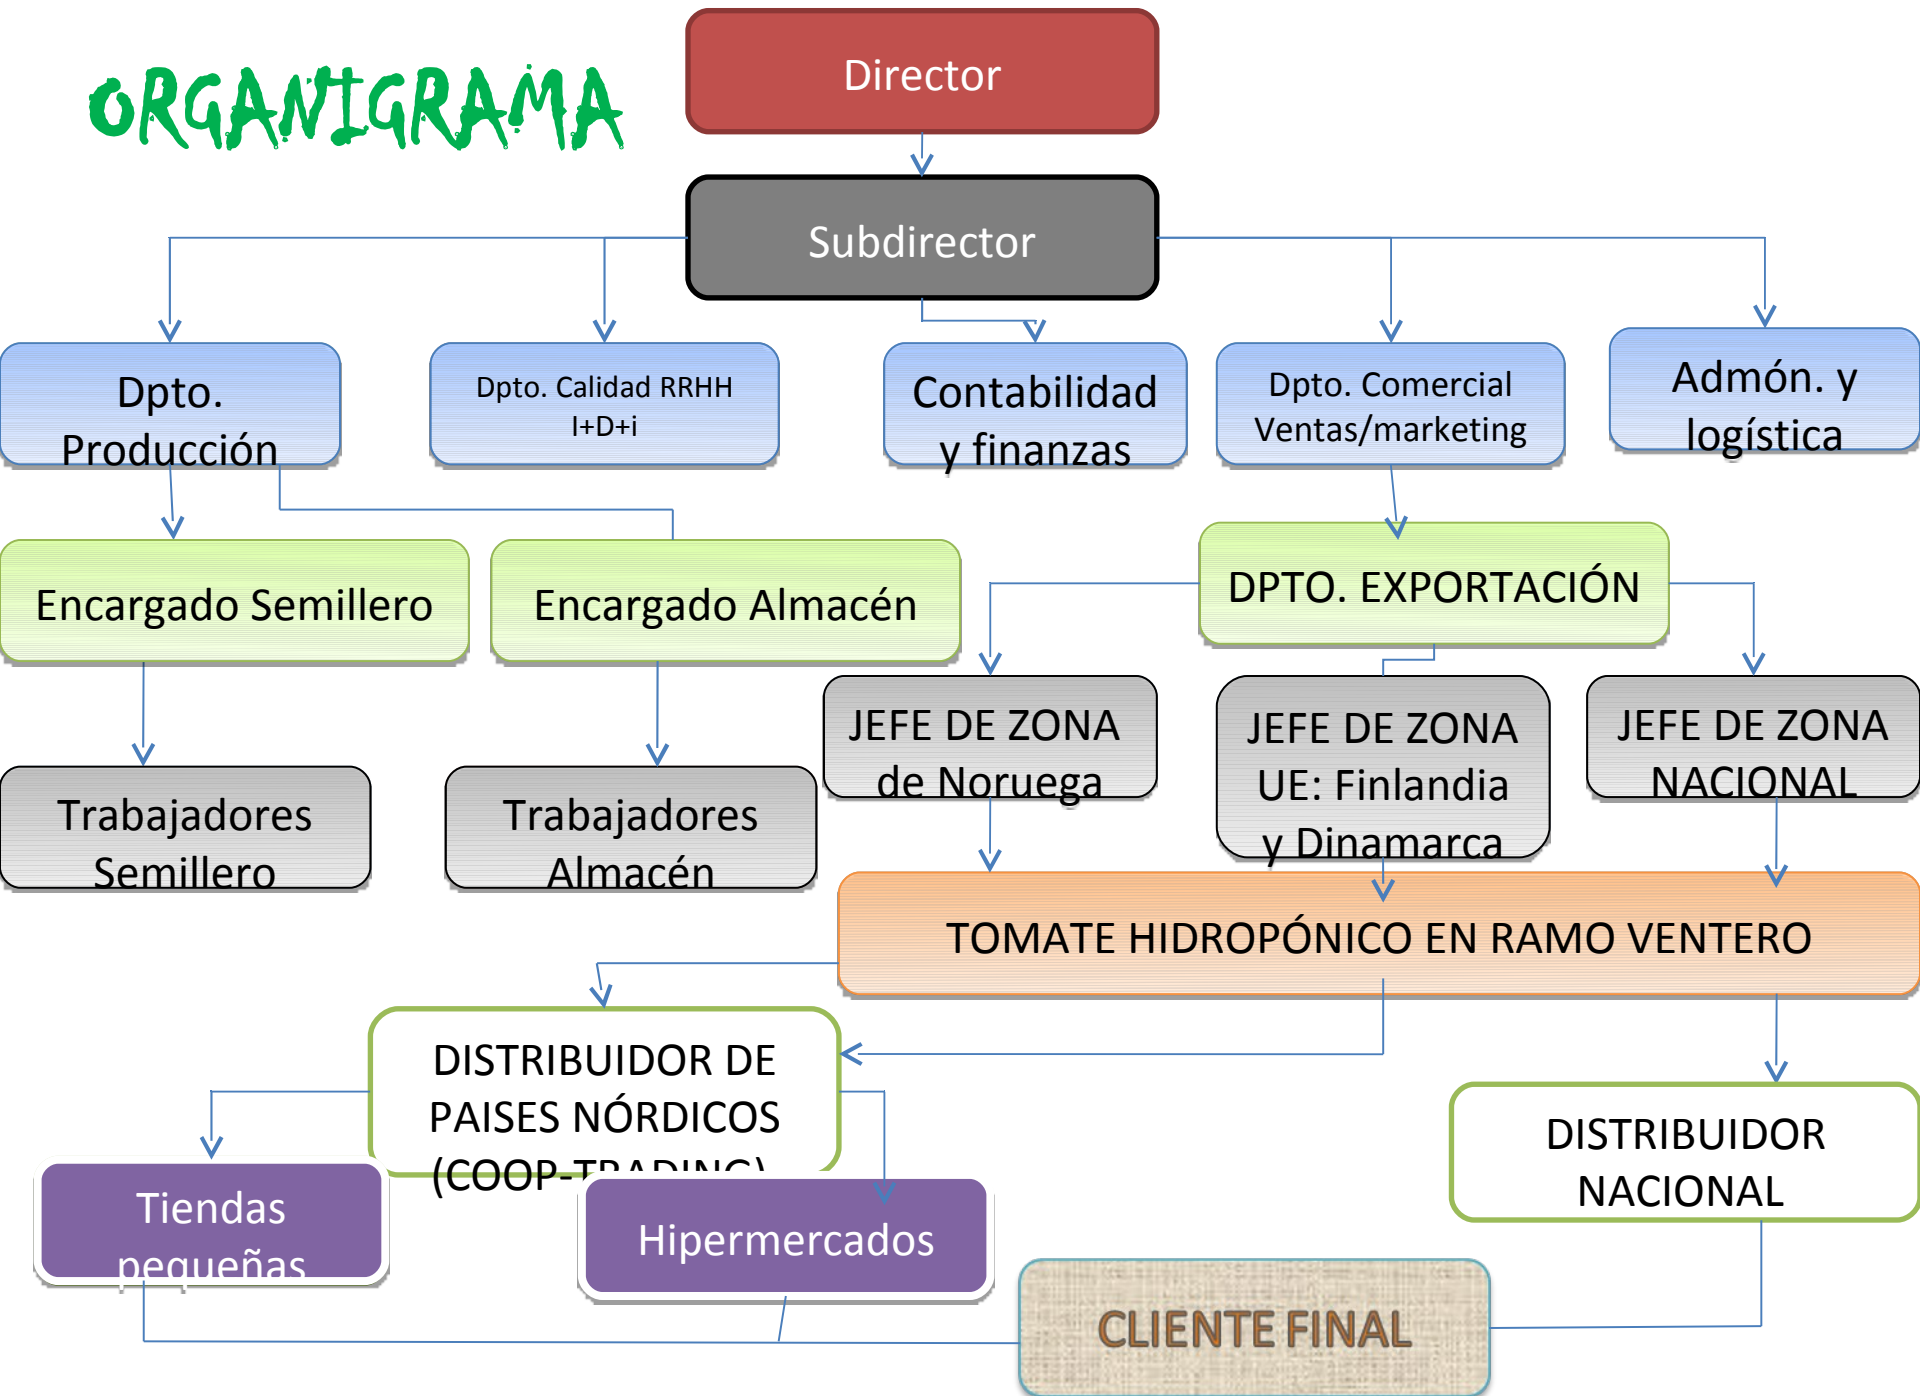 ORGANIGRAMA
Director
Subdirector
Dpto.
Producción
Dpto. Calidad RRHH
I+D+i
Contabilidad
y finanzas
Dpto. Comercial
Ventas/marketing
Admón. y
logística
Encargado Semillero
Encargado Almacén
DPTO. EXPORTACIÓN
JEFE DE ZONA
de Noruega
JEFE DE ZONA
UE: Finlandia
y Dinamarca
JEFE DE ZONA
NACIONAL
Trabajadores
Semillero
Trabajadores
Almacén
TOMATE HIDROPÓNICO EN RAMO VENTERO
DISTRIBUIDOR DE
PAISES NÓRDICOS
(COOP-TRADING)
DISTRIBUIDOR
NACIONAL
Tiendas
pequeñas
Hipermercados
CLIENTE FINAL